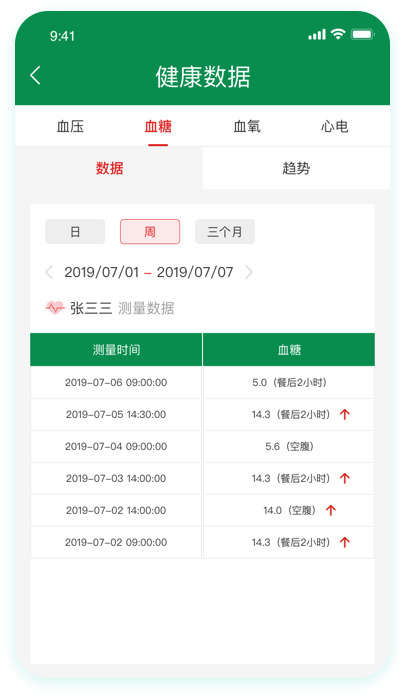 9:41
健康数据
血压 血糖 血氧 心电
数据 趋势
日 周 三个月
2019/07/01 – 2019/07/07
张三三 测量数据
测量时间 血糖
2019-07-06 09:00:00 5.0（餐后2小时）
2019-07-05 14:30:00 14.3（餐后2小时）
2019-07-04 09:00:00 5.6（空腹）
2019-07-03 14:00:00 14.3（餐后2小时）
2019-07-02 14:00:00 14.0（空腹）
2019-07-02 09:00:00 14.3（餐后2小时）